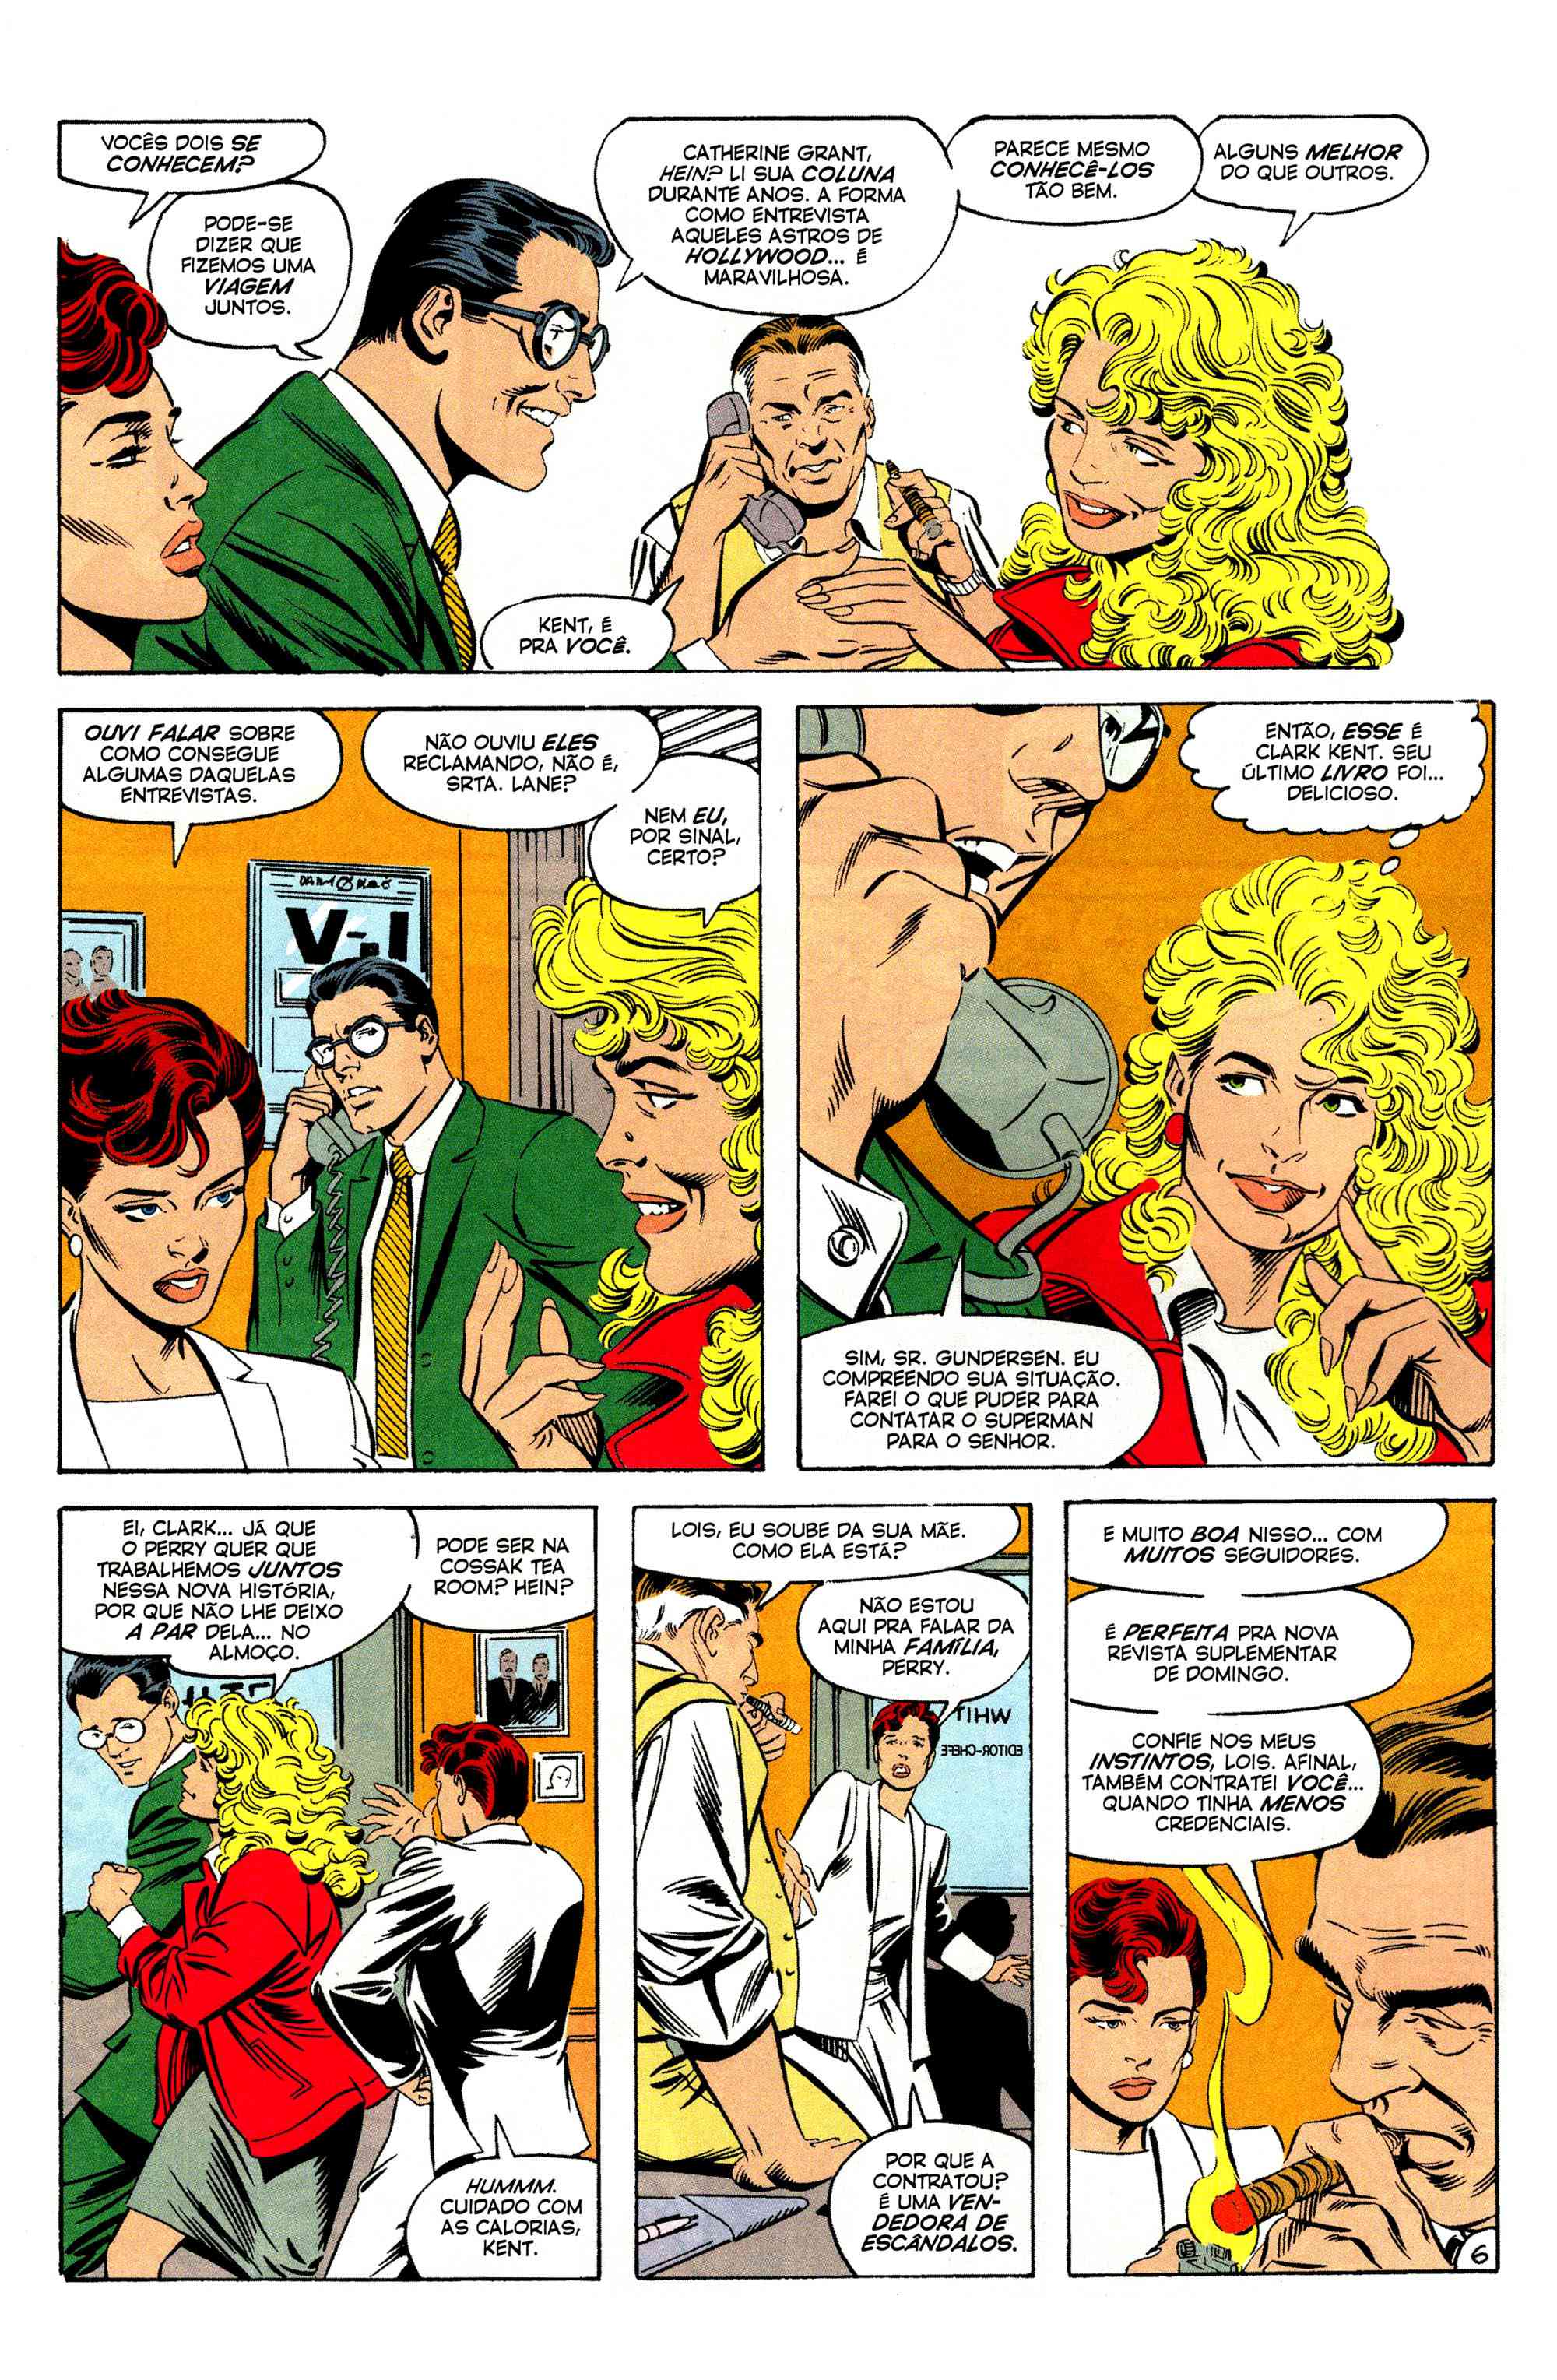 VOCÊS DOIS SE
CONHECEM?
PODE-SE
DIZER QUE
FIZEMOS UMA
VIAGEM
JUNTOS.
CATHERINE GRANT,
HEIN? LI SUA COLUNA
DURANTE ANOS. A FORMA
COMO ENTREVISTA
AQUELES ASTROS DE
HOLLYWOOD... É
MARAVILHOSA.
PARECE MESMO
CONHECÊ-LOS
TÃO BEM.
ALGUNS MELHOR
DO QUE OUTROS.
KENT, É
PRA VOCÊ.
OUVI FALAR SOBRE
COMO CONSEGUE
ALGUMAS DAQUELAS
ENTREVISTAS.
NÃO OUVIU ELES
RECLAMANDO, NÃO É,
SRTA. LANE?
NEM EU,
POR SINAL,
CERTO?
ENTÃO, ESSE É
CLARK KENT. SEU
ÚLTIMO LIVRO FOI...
DELICIOSO.
SIM, SR. GUNDERSEN. EU
COMPREENDO SUA SITUAÇÃO.
FAREI O QUE PUDER PARA
CONTATAR O SUPERMAN
PARA O SENHOR.
EI, CLARK... JÁ QUE
O PERRY QUER QUE
TRABALHEMOS JUNTOS
NESSA NOVA HISTÓRIA,
POR QUE NÃO LHE DEIXO
A PAR DELA... NO
ALMOÇO.
PODE SER NA
COSSAK TEA
ROOM? HEIN?
HUMMM.
CUIDADO COM
AS CALORIAS,
KENT.
LOIS, EU SOUBE DA SUA MÃE.
COMO ELA ESTÁ?
NÃO ESTOU
AQUI PRA FALAR DA
MINHA FAMÍLIA,
PERRY.
WHIT
EDITOR-CHEFE
POR QUE A
CONTRATOU?
É UMA VEN-
DEDORA DE
ESCÂNDALOS.
E MUITO BOA NISSO... COM
MUITOS SEGUIDORES.
É PERFEITA PRA NOVA
REVISTA SUPLEMENTAR
DE DOMINGO.
CONFIE NOS MEUS
INSTINTOS, LOIS. AFINAL,
TAMBÉM CONTRATEI VOCÊ...
QUANDO TINHA MENOS
CREDENCIAIS.
6